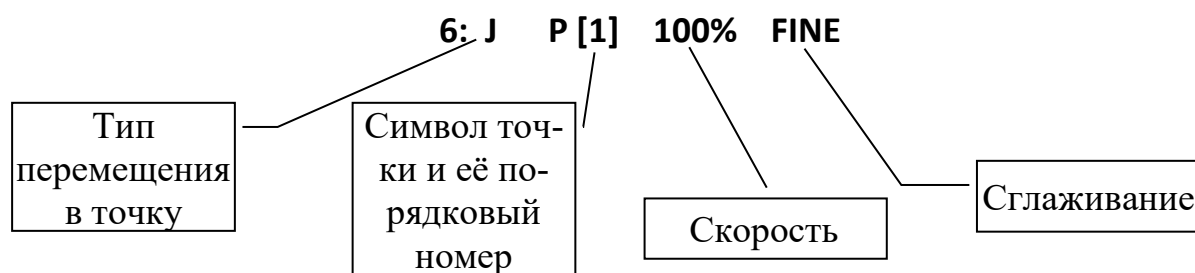 6: J P [1] 100% FINE
Тип
перемещения
в точку
Символ точ-
ки и её по-
рядковый
номер
Скорость
Сглаживание